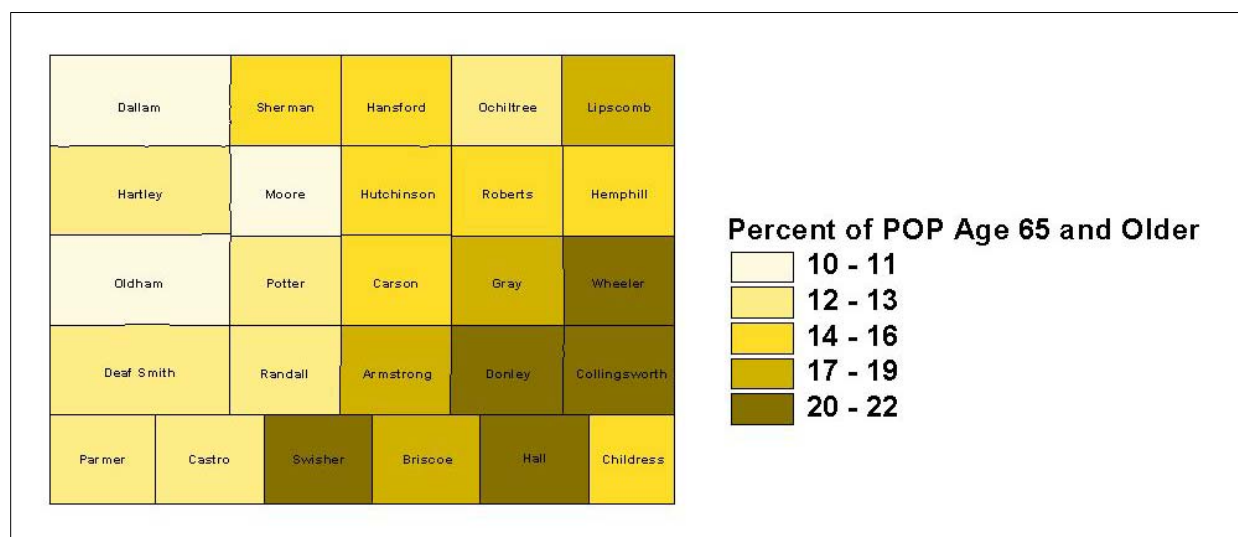 Dallam Sherman Hansford Ochiltree Lipscomb
Hartley Moore Hutchinson Roberts Hemphill
Oldham Potter Carson Gray Wheeler
Deaf Smith Randall Armstrong Donley Collingsworth
Parmer Castro Swisher Briscoe Hall Childress
Percent of POP Age 65 and Older
10 - 11
12 - 13
14 - 16
17 - 19
20 - 22